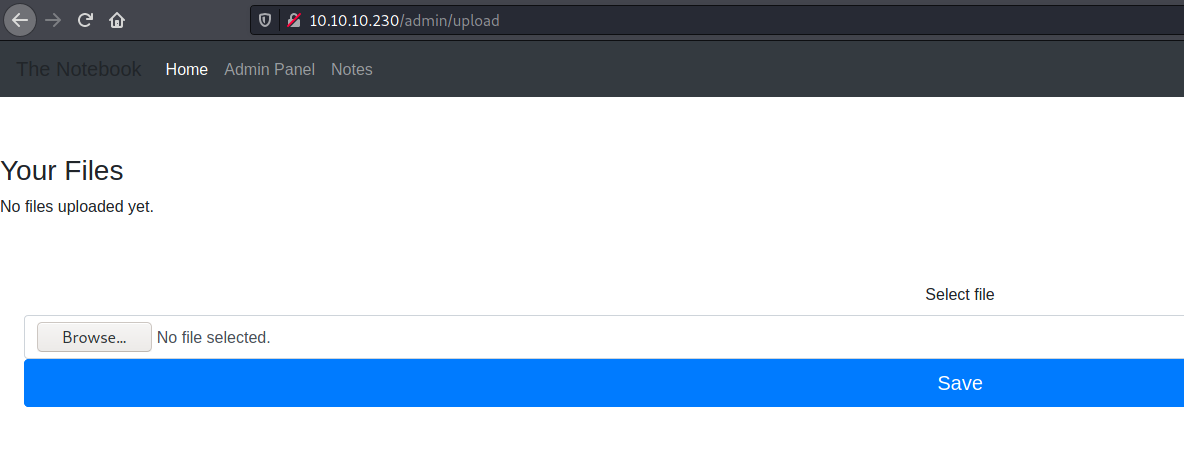 10.10.10.230/admin/upload
The Notebook Home Admin Panel Notes
Your Files
No files uploaded yet.
Select file
Browse... No file selected.
Save